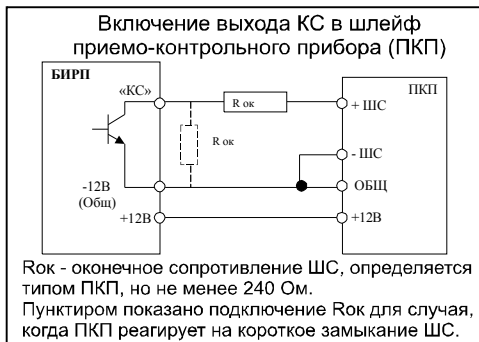 Включение выхода КС в шлейф
приемо-контрольного прибора (ПКП)
БИРП
ПКП
«КС»
R ок
+ ШС
R ок
- ШС
-12В
(Общ)
ОБЩ
+12В
+12В
Rок - оконечное сопротивление ШС, определяется
типом ПКП, но не менее 240 Ом.
Пунктиром показано подключение Rок для случая,
когда ПКП реагирует на короткое замыкание ШС.